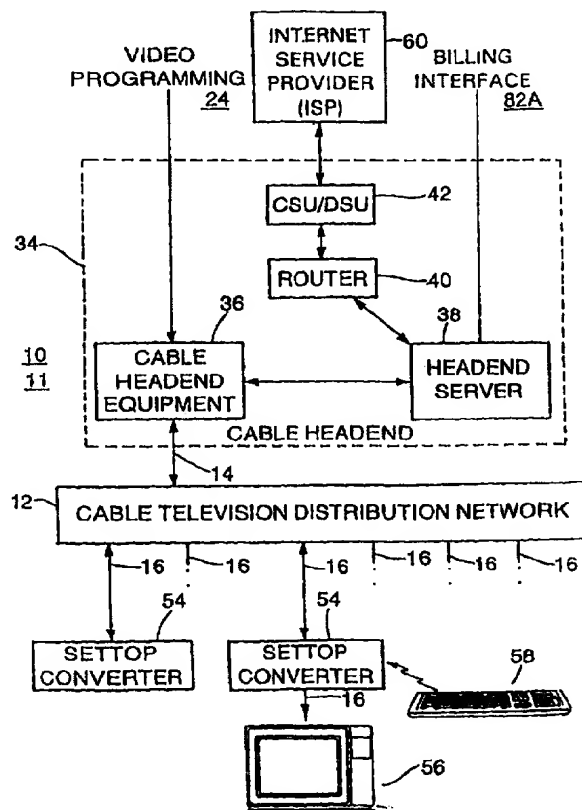 INTERNET
SERVICE
PROVIDER
(ISP)
60
VIDEO
PROGRAMMING
24
BILLING
INTERFACE
82A
CSU/DSU
42
34
ROUTER
40
36
38
CABLE
HEADEND
EQUIPMENT
HEADEND
SERVER
10
11
CABLE HEADEND
14
12
CABLE TELEVISION DISTRIBUTION NETWORK
16
16
16
16
16
16
54
54
SETTOP
CONVERTER
SETTOP
CONVERTER
58
16
56